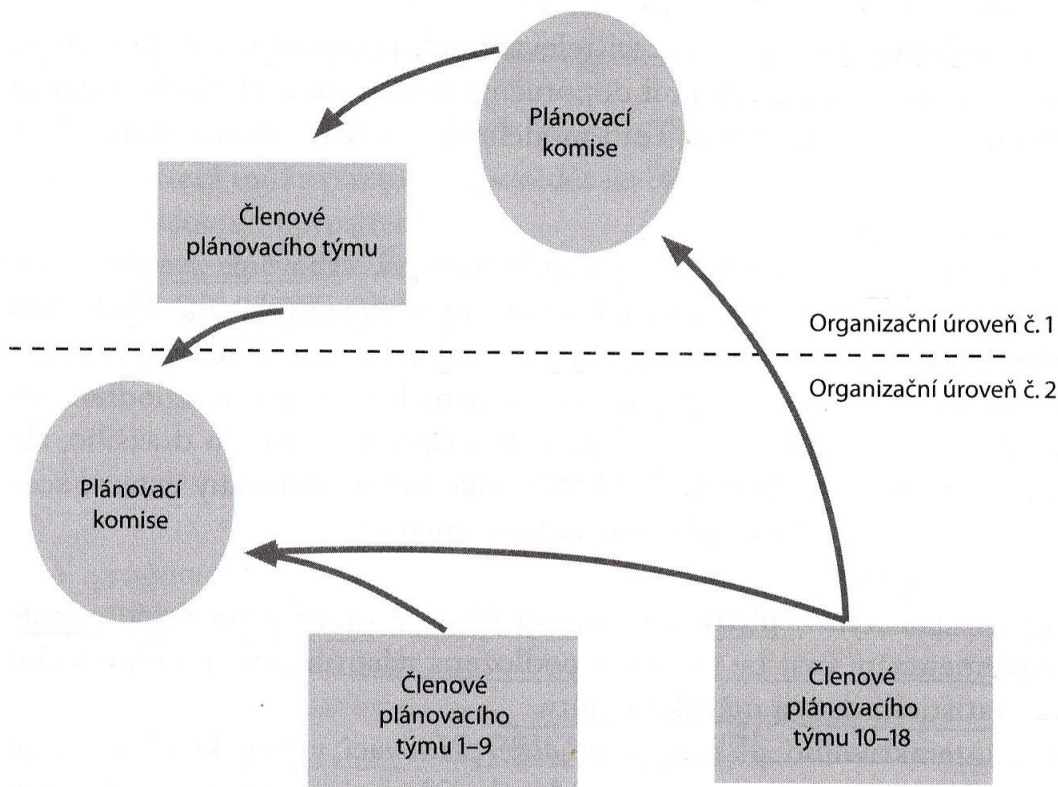 Plánovací
komise
Členové
plánovacího týmu
Organizační úroveň č. 1
Organizační úroveň č. 2
Plánovací
komise
Členové
plánovacího
týmu 1–9
Členové
plánovacího
týmu 10–18